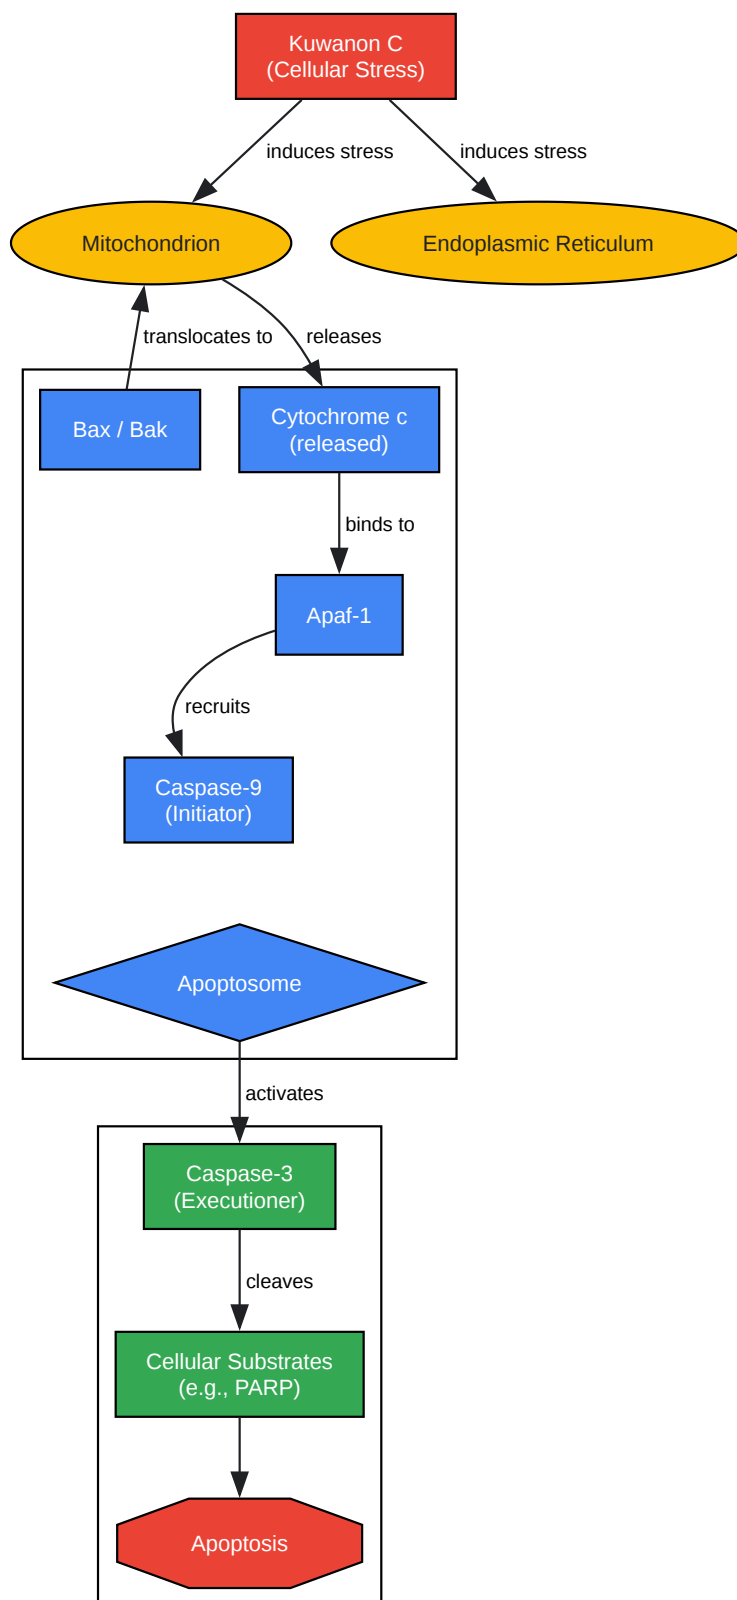 Kuwanon C
(Cellular Stress)
induces stress
induces stress
Mitochondrion
Endoplasmic Reticulum
translocates to
releases
Bax / Bak
Cytochrome c
(released)
binds to
Apaf-1
recruits
Caspase-9
(Initiator)
Apoptosome
activates
Caspase-3
(Executioner)
cleaves
Cellular Substrates
(e.g., PARP)
Apoptosis